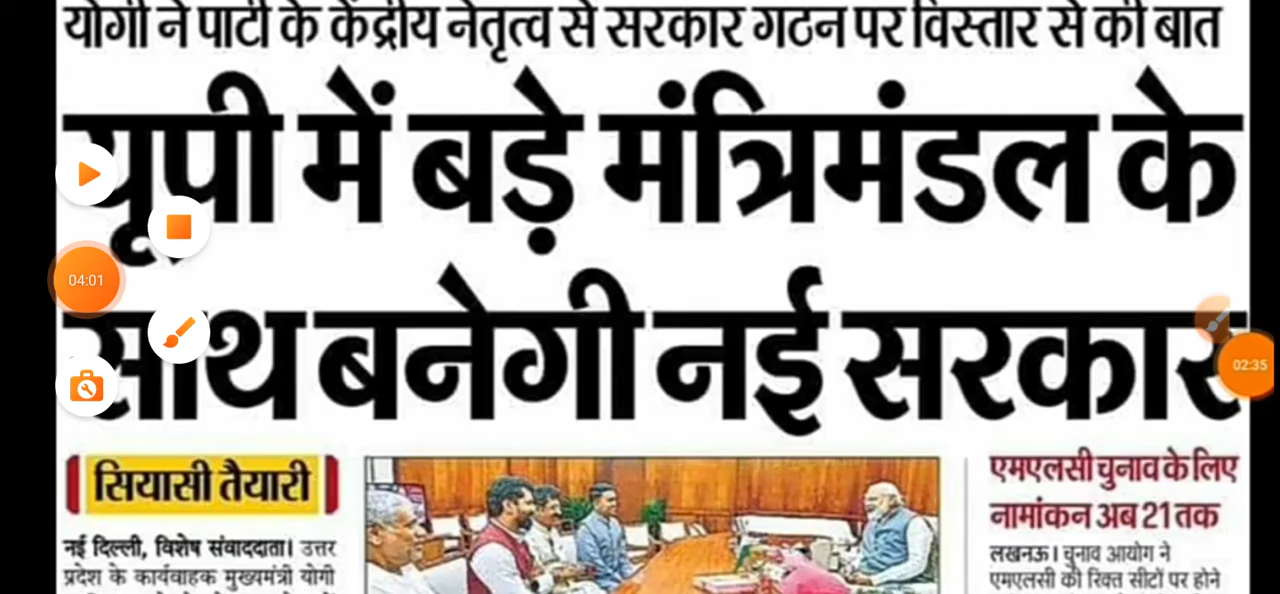 योगी ने पार्टी के केंद्रीय नेतृत्व से सरकार गठन पर विस्तार से की बात
यूपी में बड़े मंत्रिमंडल के
साथ बनेगी नई सरकार
04:01
02:35
सियासी तैयारी
नई दिल्ली, विशेष संवाददाता। उत्तर
प्रदेश के कार्यवाहक मुख्यमंत्री योगी
एमएलसी चुनाव के लिए
नामांकन अब 21 तक
लखनऊ। चुनाव आयोग ने
एमएलसी की रिक्त सीटों पर होने